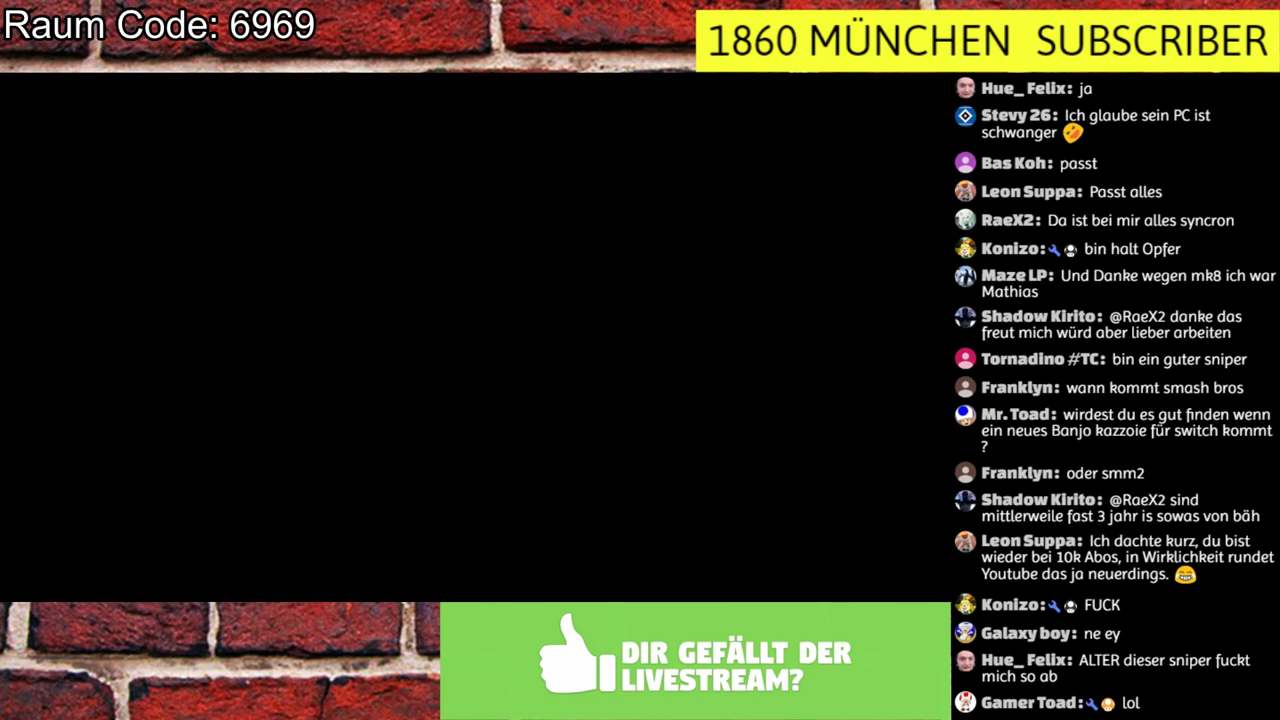 Raum Code: 6969
1860 MÜNCHEN SUBSCRIBER
Hue_ Felix: ja
Stevy 26: Ich glaube sein PC ist
schwanger 🤣
Bas Koh: passt
Leon Suppa: Passt alles
RaeX2: Da ist bei mir alles syncron
Konizo: bin halt Opfer
Maze LP: Und Danke wegen mk8 ich war
Mathias
Shadow Kirito: @RaeX2 danke das
freut mich würd aber lieber arbeiten
Tornadino #TC: bin ein guter sniper
Franklyn: wann kommt smash bros
Mr. Toad: wirdest du es gut finden wenn
ein neues Banjo kazzoie für switch kommt
?
Franklyn: oder smm2
Shadow Kirito: @RaeX2 sind
mittlerweile fast 3 jahr is sowas von bäh
Leon Suppa: Ich dachte kurz, du bist
wieder bei 10k Abos, in Wirklichkeit rundet
Youtube das ja neuerdings. 😂
Konizo: FUCK
Galaxy boy: ne ey
Hue_ Felix: ALTER dieser sniper fuckt
mich so ab
Gamer Toad: lol
DIR GEFÄLLT DER
LIVESTREAM?